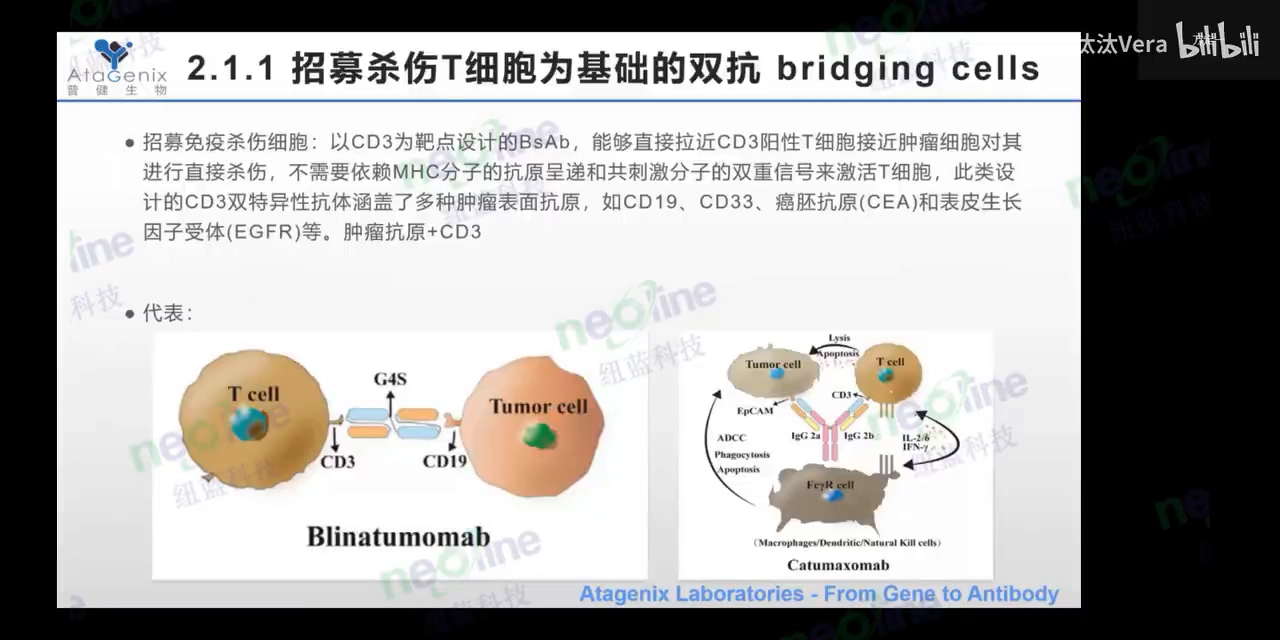 汰汰Vera bilibili
AtaGenix
普健生物
2.1.1 招募杀伤T细胞为基础的双抗 bridging cells
• 招募免疫杀伤细胞：以CD3为靶点设计的BsAb，能够直接拉近CD3阳性T细胞接近肿瘤细胞对其
进行直接杀伤，不需要依赖MHC分子的抗原呈递和共刺激分子的双重信号来激活T细胞，此类设
计的CD3双特异性抗体涵盖了多种肿瘤表面抗原，如CD19、CD33、癌胚抗原(CEA)和表皮生长
因子受体(EGFR)等。肿瘤抗原+CD3
• 代表：
T cell
G4S
Tumor cell
CD3
CD19
Blinatumomab
Lysis
Apoptosis
Tumor cell
T cell
CD3
EpCAM
IgG 2a
IgG 2b
ADCC
Phagocytosis
Apoptosis
IL-2/6
IFN-γ
FcγR cell
(Macrophages/Dendritic/Natural Kill cells)
Catumaxomab
Atagenix Laboratories - From Gene to Antibody
neoline
纽蓝科技